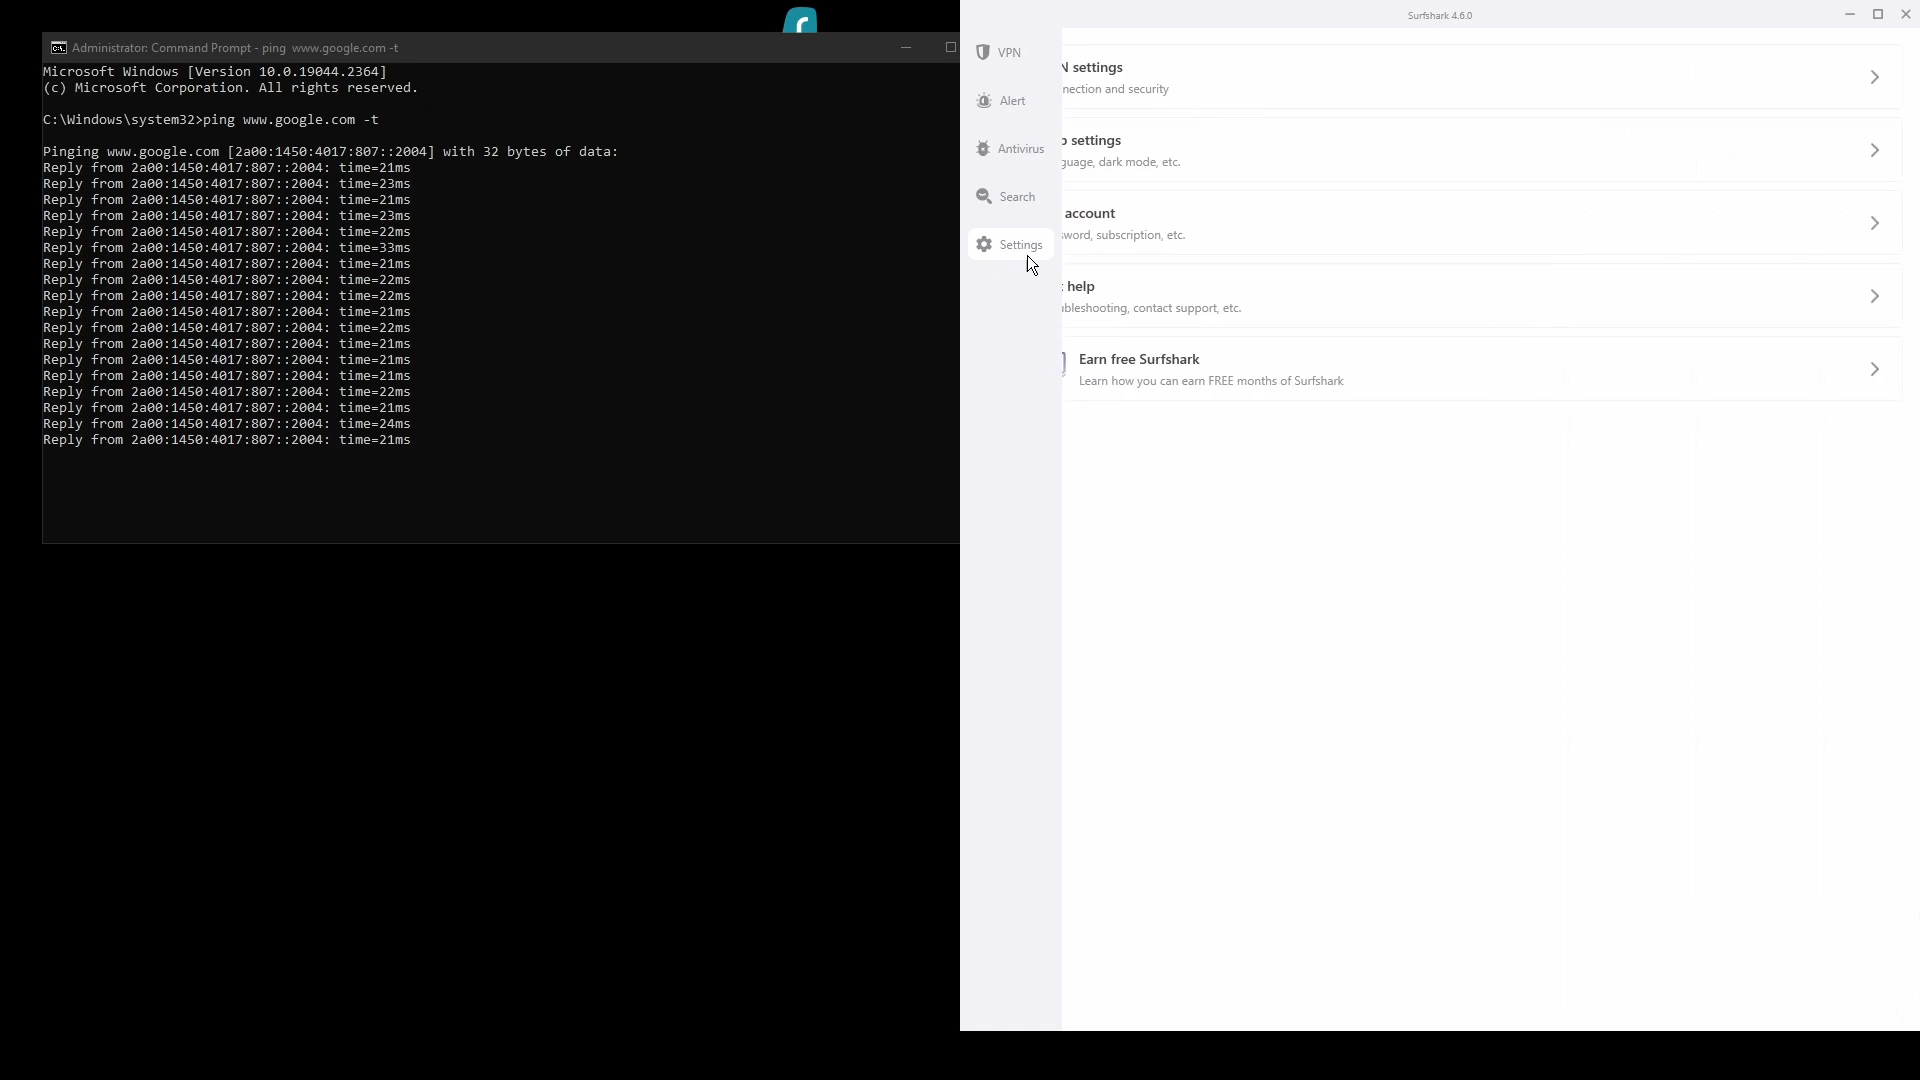 Administrator: Command Prompt - ping  www.google.com -t
Microsoft Windows [Version 10.0.19044.2364]
(c) Microsoft Corporation. All rights reserved.
C:\Windows\system32>ping www.google.com -t
Pinging www.google.com [2a00:1450:4017:807::2004] with 32 bytes of data:
Reply from 2a00:1450:4017:807::2004: time=21ms
Reply from 2a00:1450:4017:807::2004: time=23ms
Reply from 2a00:1450:4017:807::2004: time=21ms
Reply from 2a00:1450:4017:807::2004: time=23ms
Reply from 2a00:1450:4017:807::2004: time=22ms
Reply from 2a00:1450:4017:807::2004: time=33ms
Reply from 2a00:1450:4017:807::2004: time=21ms
Reply from 2a00:1450:4017:807::2004: time=22ms
Reply from 2a00:1450:4017:807::2004: time=22ms
Reply from 2a00:1450:4017:807::2004: time=21ms
Reply from 2a00:1450:4017:807::2004: time=22ms
Reply from 2a00:1450:4017:807::2004: time=21ms
Reply from 2a00:1450:4017:807::2004: time=21ms
Reply from 2a00:1450:4017:807::2004: time=21ms
Reply from 2a00:1450:4017:807::2004: time=22ms
Reply from 2a00:1450:4017:807::2004: time=21ms
Reply from 2a00:1450:4017:807::2004: time=24ms
Reply from 2a00:1450:4017:807::2004: time=21ms
Surfshark 4.6.0
VPN
Alert
Antivirus
Search
Settings
N settings
nection and security
settings
guage, dark mode, etc.
account
sword, subscription, etc.
help
ubleshooting, contact support, etc.
Earn free Surfshark
Learn how you can earn FREE months of Surfshark